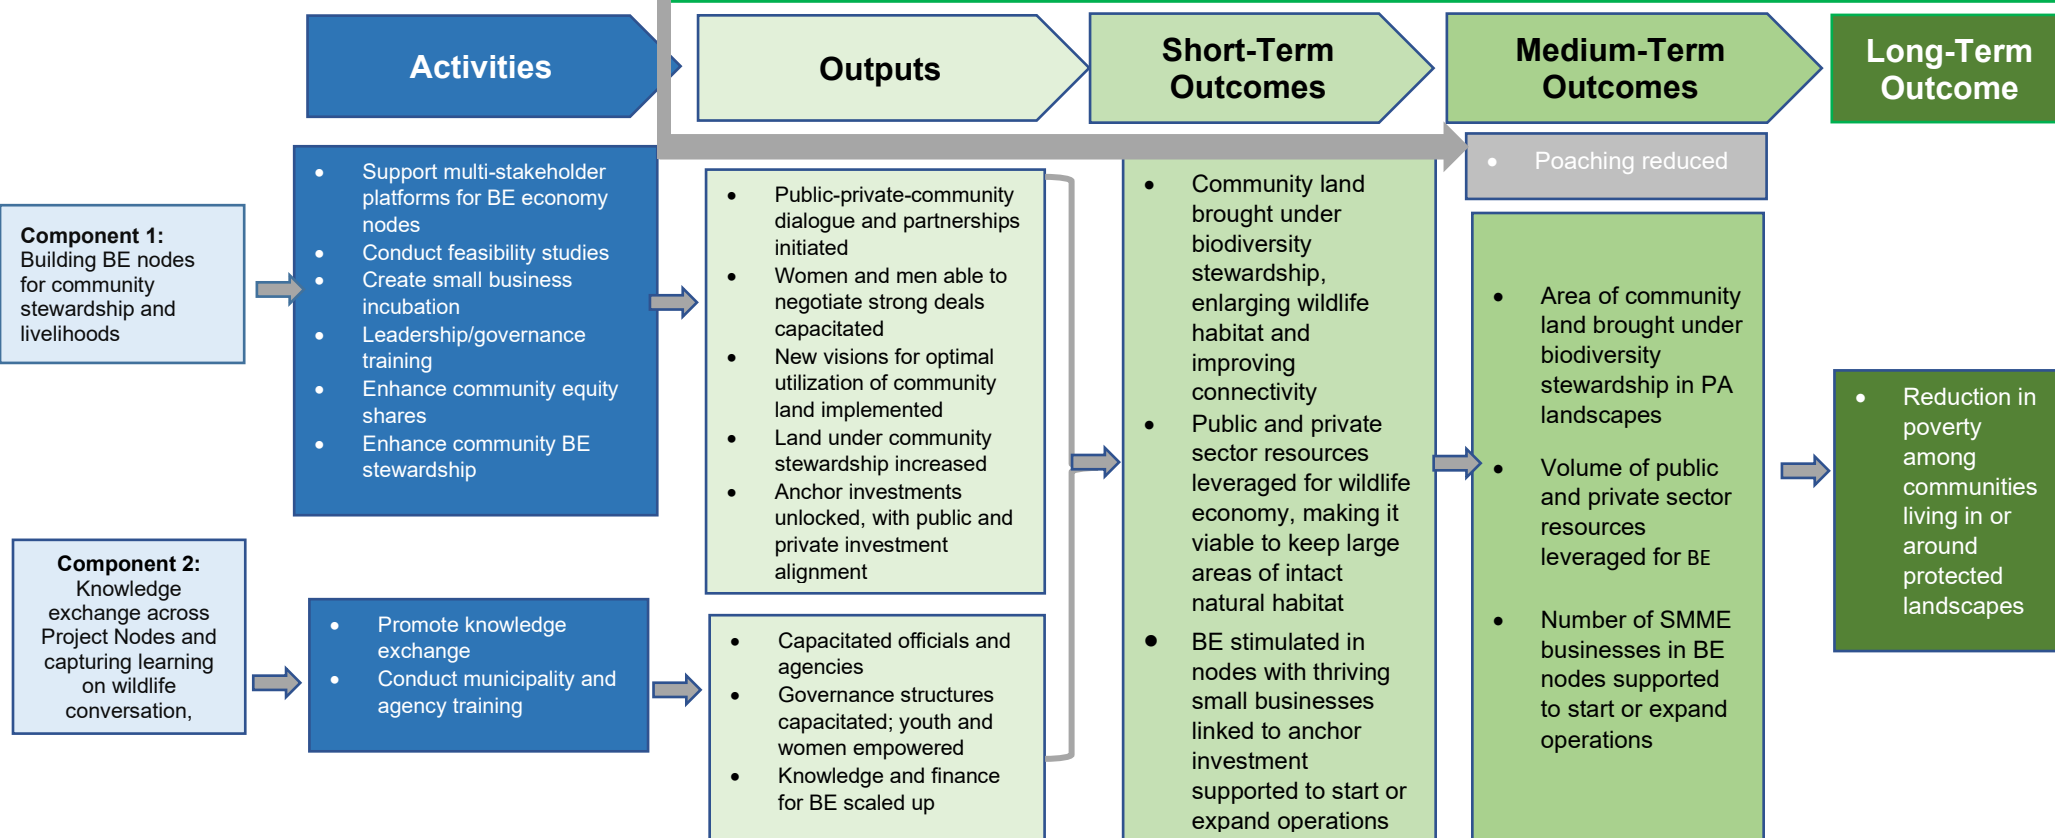 Activities
Outputs
Short-Term
Outcomes
Medium-Term
Outcomes
Long-Term
Outcome
Component 1:
Building BE nodes
for community
stewardship and
livelihoods
• Support multi-stakeholder
platforms for BE economy
nodes
• Conduct feasibility studies
• Create small business
incubation
• Leadership/governance
training
• Enhance community equity
shares
• Enhance community BE
stewardship
• Public-private-community
dialogue and partnerships
initiated
• Women and men able to
negotiate strong deals
capacitated
• New visions for optimal
utilization of community
land implemented
• Land under community
stewardship increased
• Anchor investments
unlocked, with public and
private investment
alignment
Component 2:
Knowledge
exchange across
Project Nodes and
capturing learning
on wildlife
conversation,
• Promote knowledge
exchange
• Conduct municipality and
agency training
• Capacitated officials and
agencies
• Governance structures
capacitated; youth and
women empowered
• Knowledge and finance
for BE scaled up
• Community land
brought under
biodiversity
stewardship,
enlarging wildlife
habitat and
improving
connectivity
• Public and private
sector resources
leveraged for wildlife
economy, making it
viable to keep large
areas of intact
natural habitat
• BE stimulated in
nodes with thriving
small businesses
linked to anchor
investment
supported to start or
expand operations
• Poaching reduced
• Area of community
land brought under
biodiversity
stewardship in PA
landscapes
• Volume of public
and private sector
resources
leveraged for BE
• Number of SMME
businesses in BE
nodes supported
to start or expand
operations
• Reduction in
poverty
among
communities
living in or
around
protected
landscapes